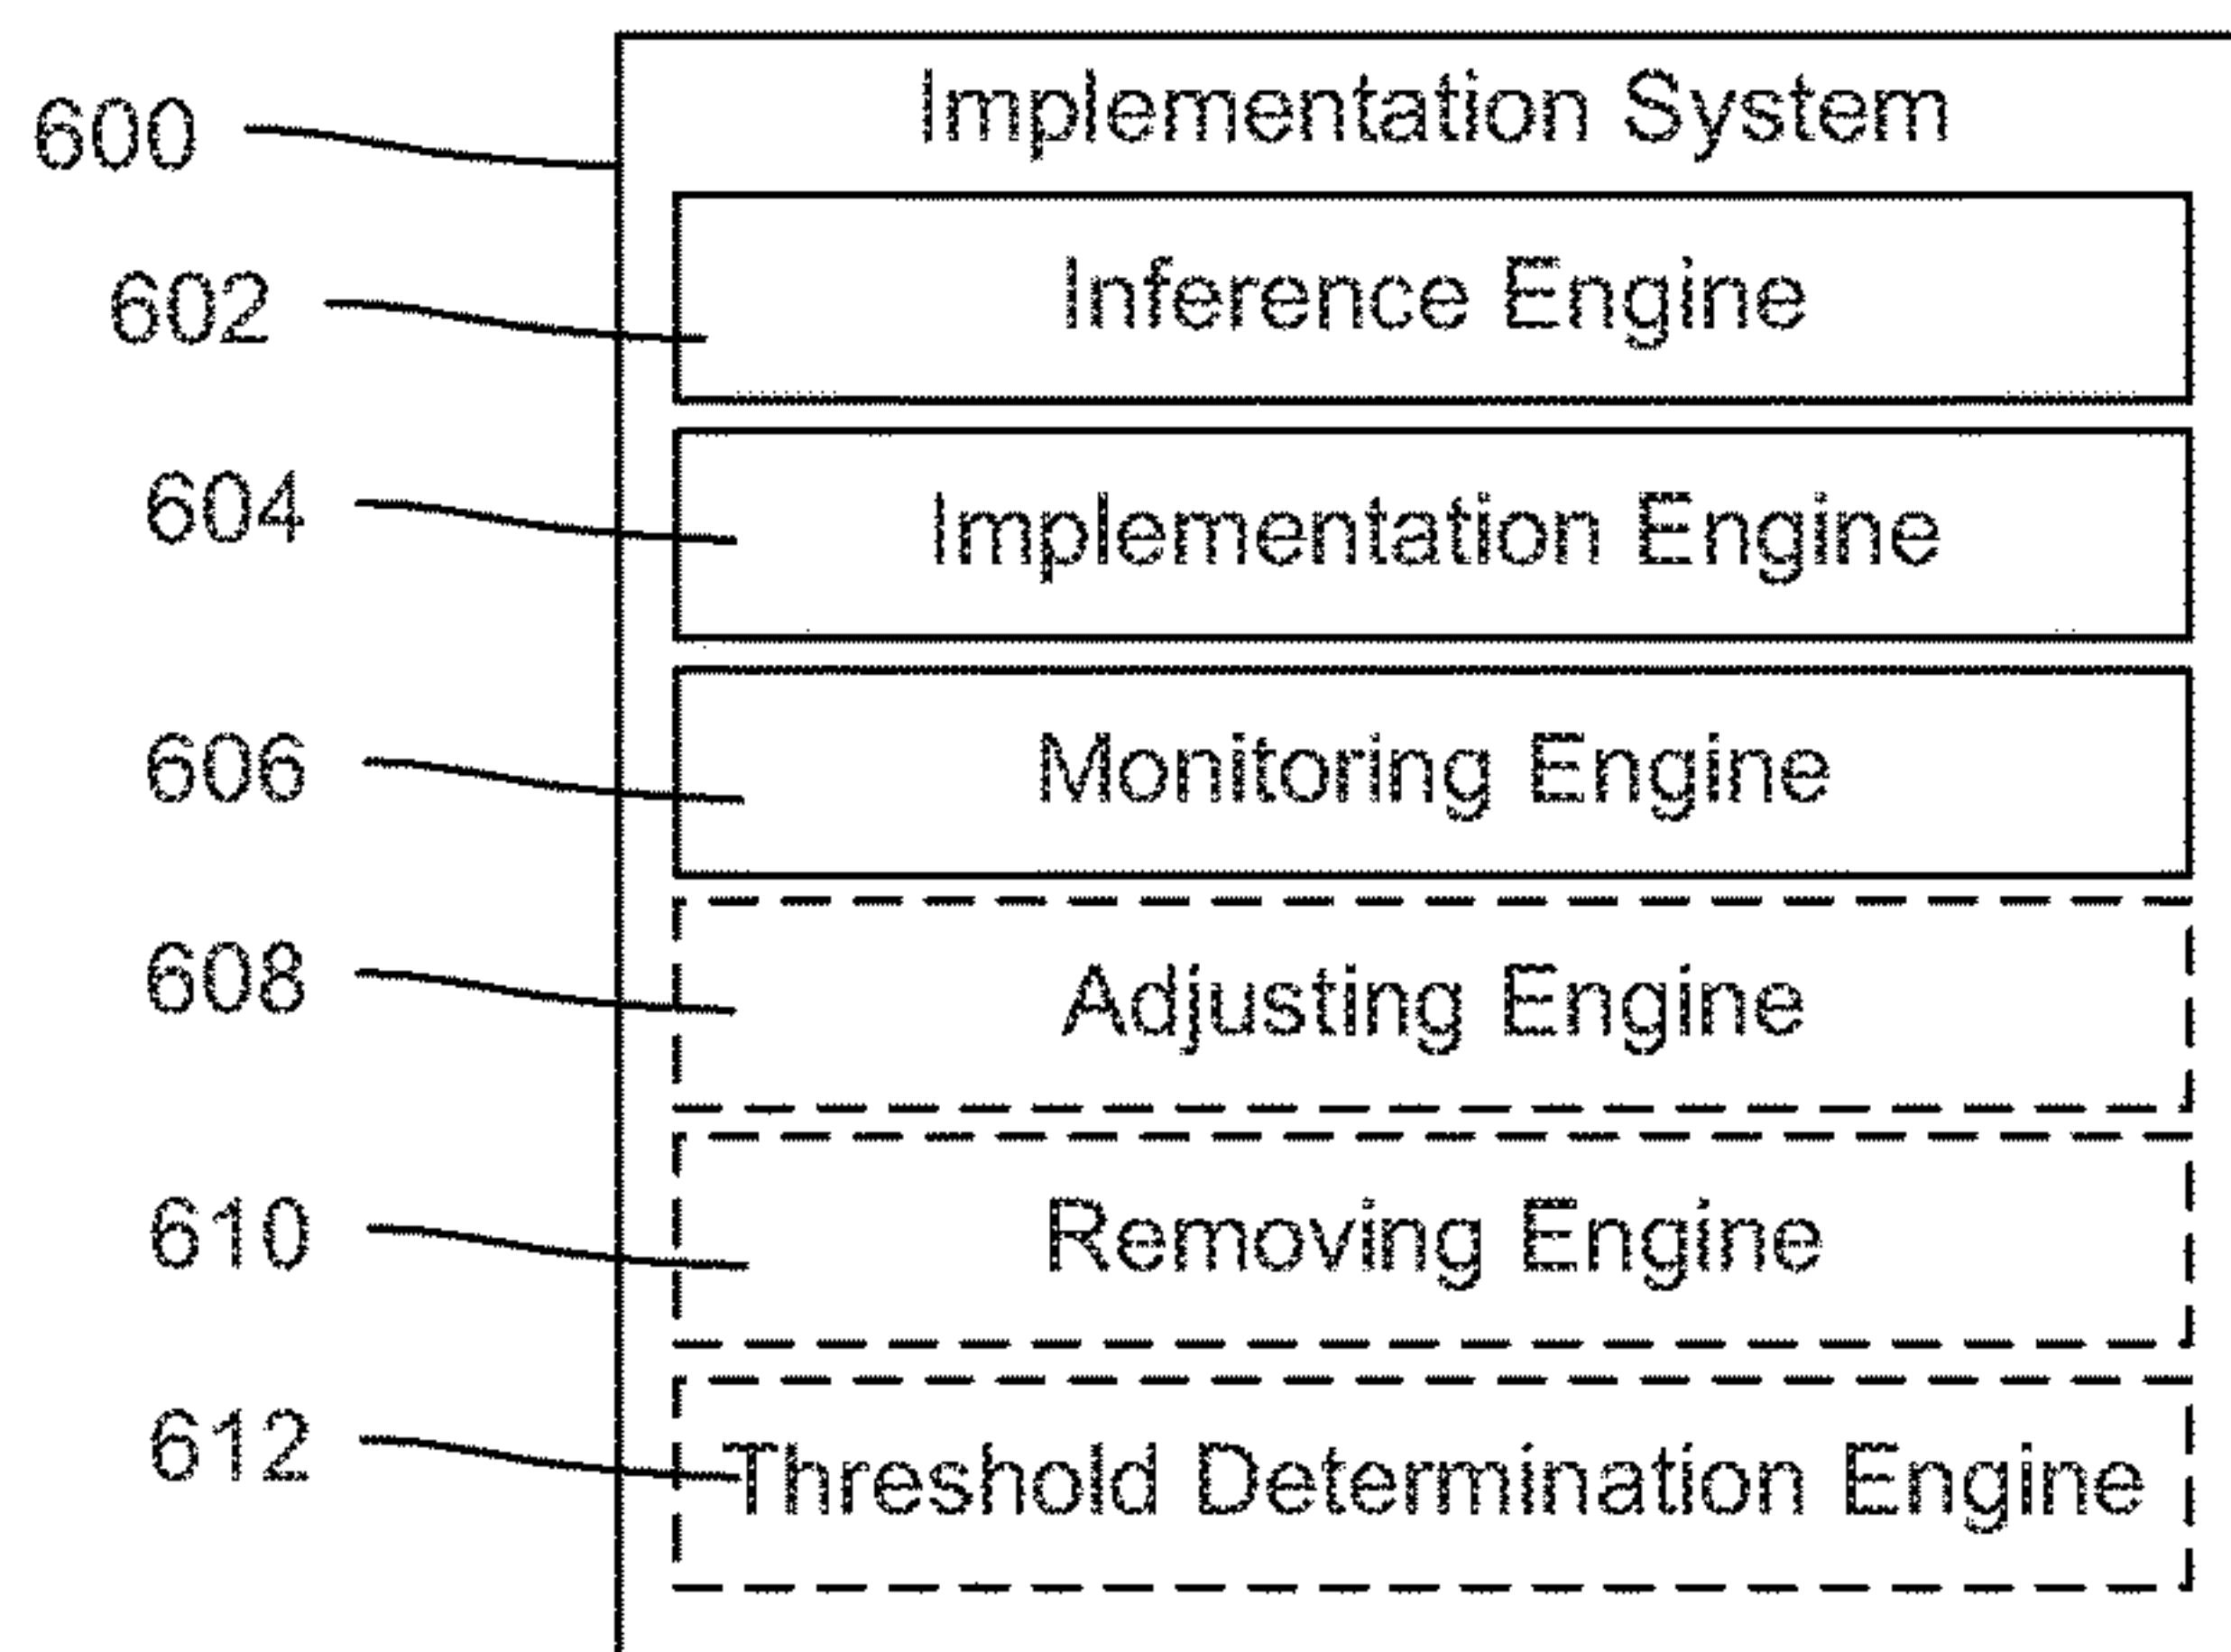 600 Implementation System
602 Inference Engine
604 Implementation Engine
606 Monitoring Engine
608 Adjusting Engine
610 Removing Engine
612 Threshold Determination Engine